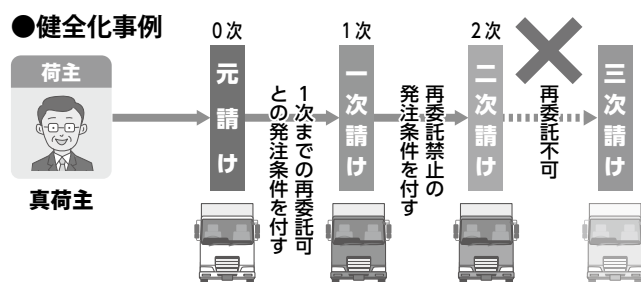 ●健全化事例
荷主
真荷主
0次
元請け
1次までの再委託可
との発注条件を付す
1次
一次請け
再委託禁止の
発注条件を付す
2次
二次請け
再委託不可
三次請け